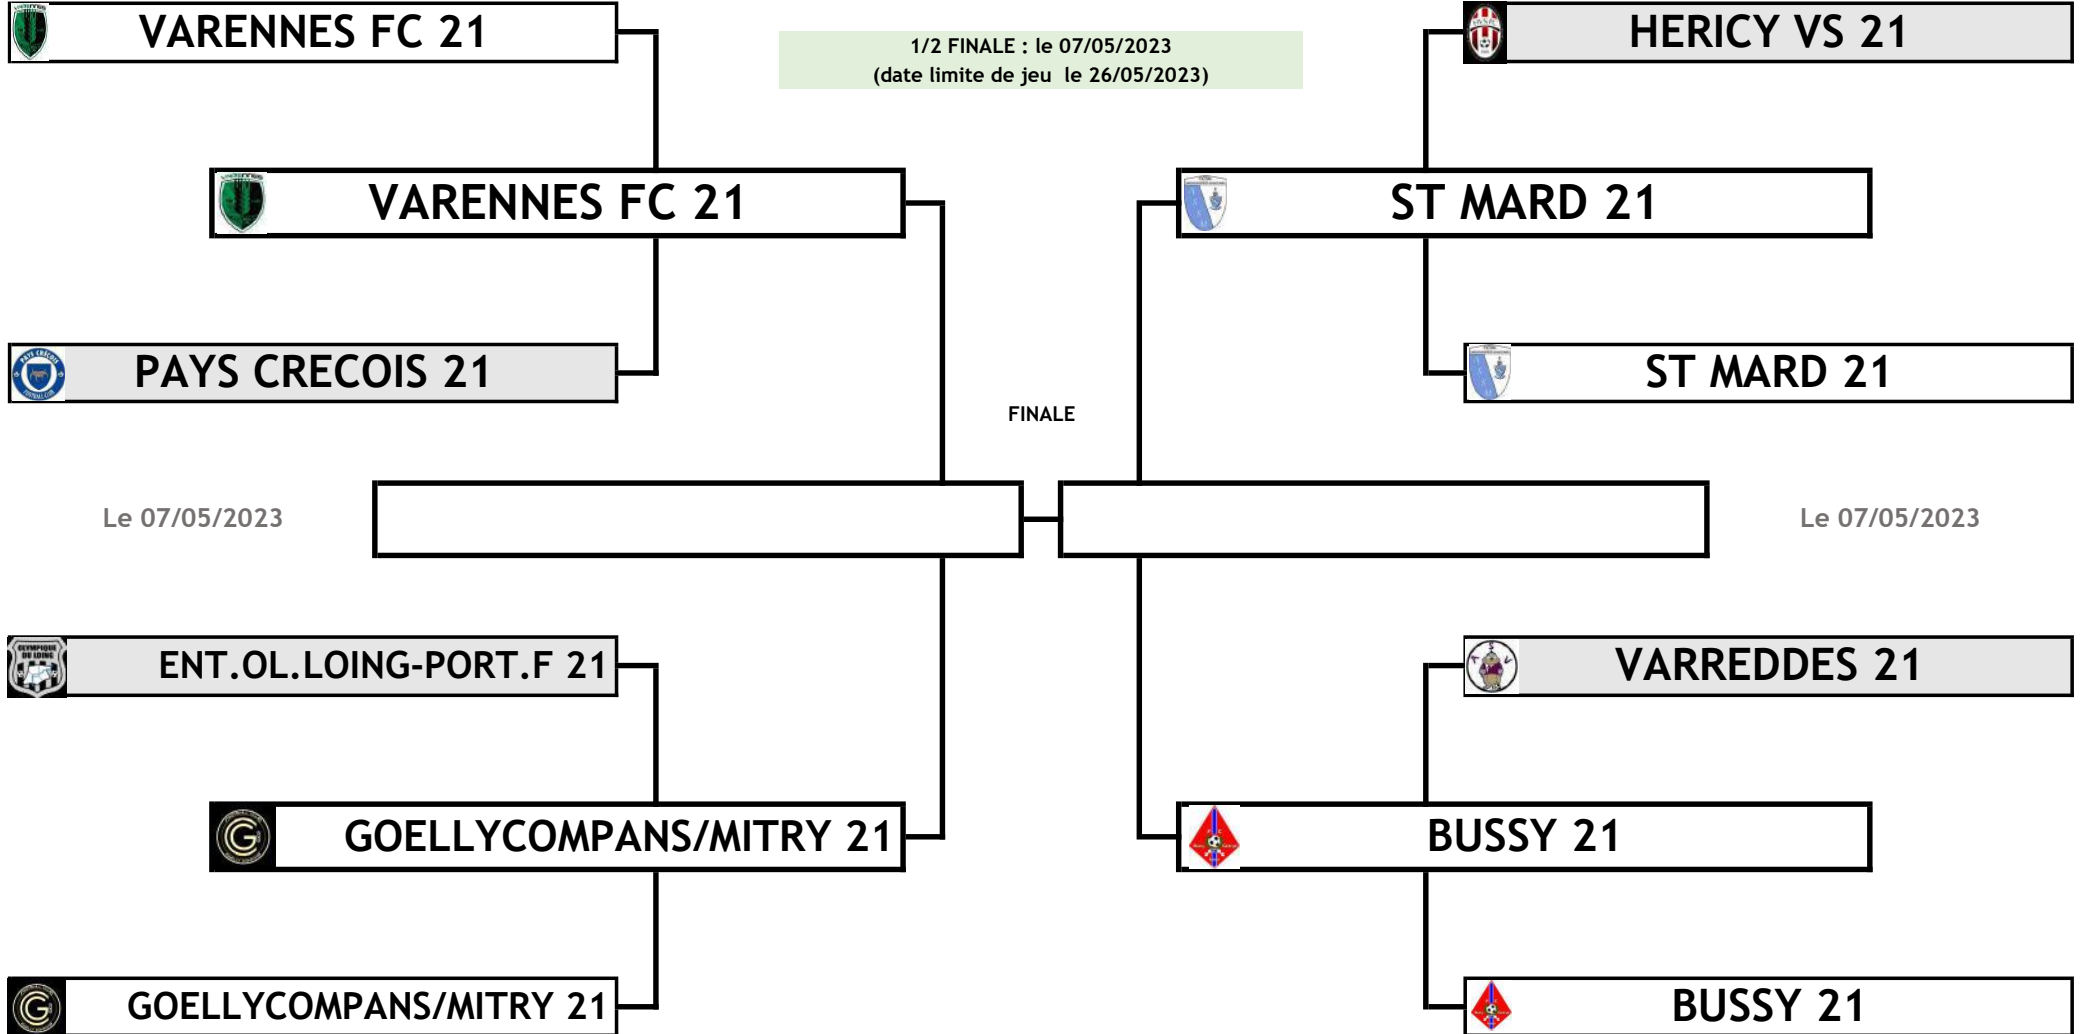 VARENNES FC 21
1/2 FINALE : le 07/05/2023
(date limite de jeu le 26/05/2023)
HERICY VS 21
VARENNES FC 21
ST MARD 21
PAYS CRECOIS 21
ST MARD 21
FINALE
Le 07/05/2023
Le 07/05/2023
OLYMPIQUE
DU LOING
ENT.OL.LOING-PORT.F 21
VARREDDES 21
GOELLYCOMPANS/MITRY 21
BUSSY 21
GOELLYCOMPANS/MITRY 21
BUSSY 21